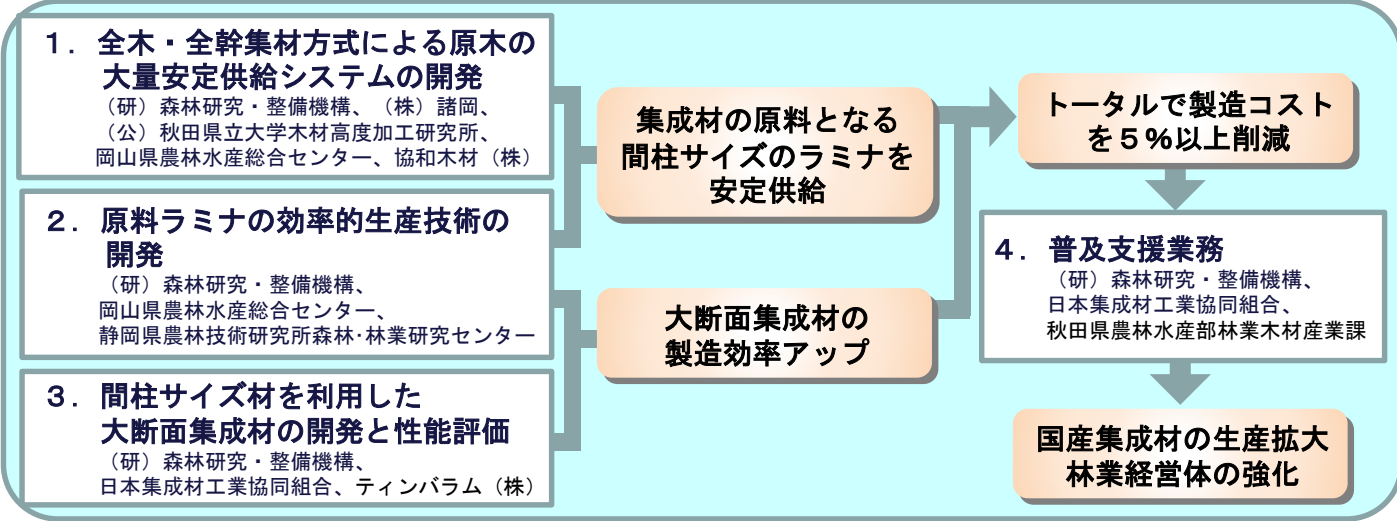 １．全木・全幹集材方式による原木の
大量安定供給システムの開発
（研）森林研究・整備機構、（株）諸岡、
（公）秋田県立大学木材高度加工研究所、
岡山県農林水産総合センター、協和木材（株）
２．原料ラミナの効率的生産技術の
開発
（研）森林研究・整備機構、
岡山県農林水産総合センター、
静岡県農林技術研究所森林･林業研究センター
３．間柱サイズ材を利用した
大断面集成材の開発と性能評価
（研）森林研究・整備機構、
日本集成材工業協同組合、ティンバラム（株）
集成材の原料となる
間柱サイズのラミナを
安定供給
大断面集成材の
製造効率アップ
トータルで製造コスト
を５％以上削減
４．普及支援業務
（研）森林研究・整備機構、
日本集成材工業協同組合、
秋田県農林水産部林業木材産業課
国産集成材の生産拡大
林業経営体の強化